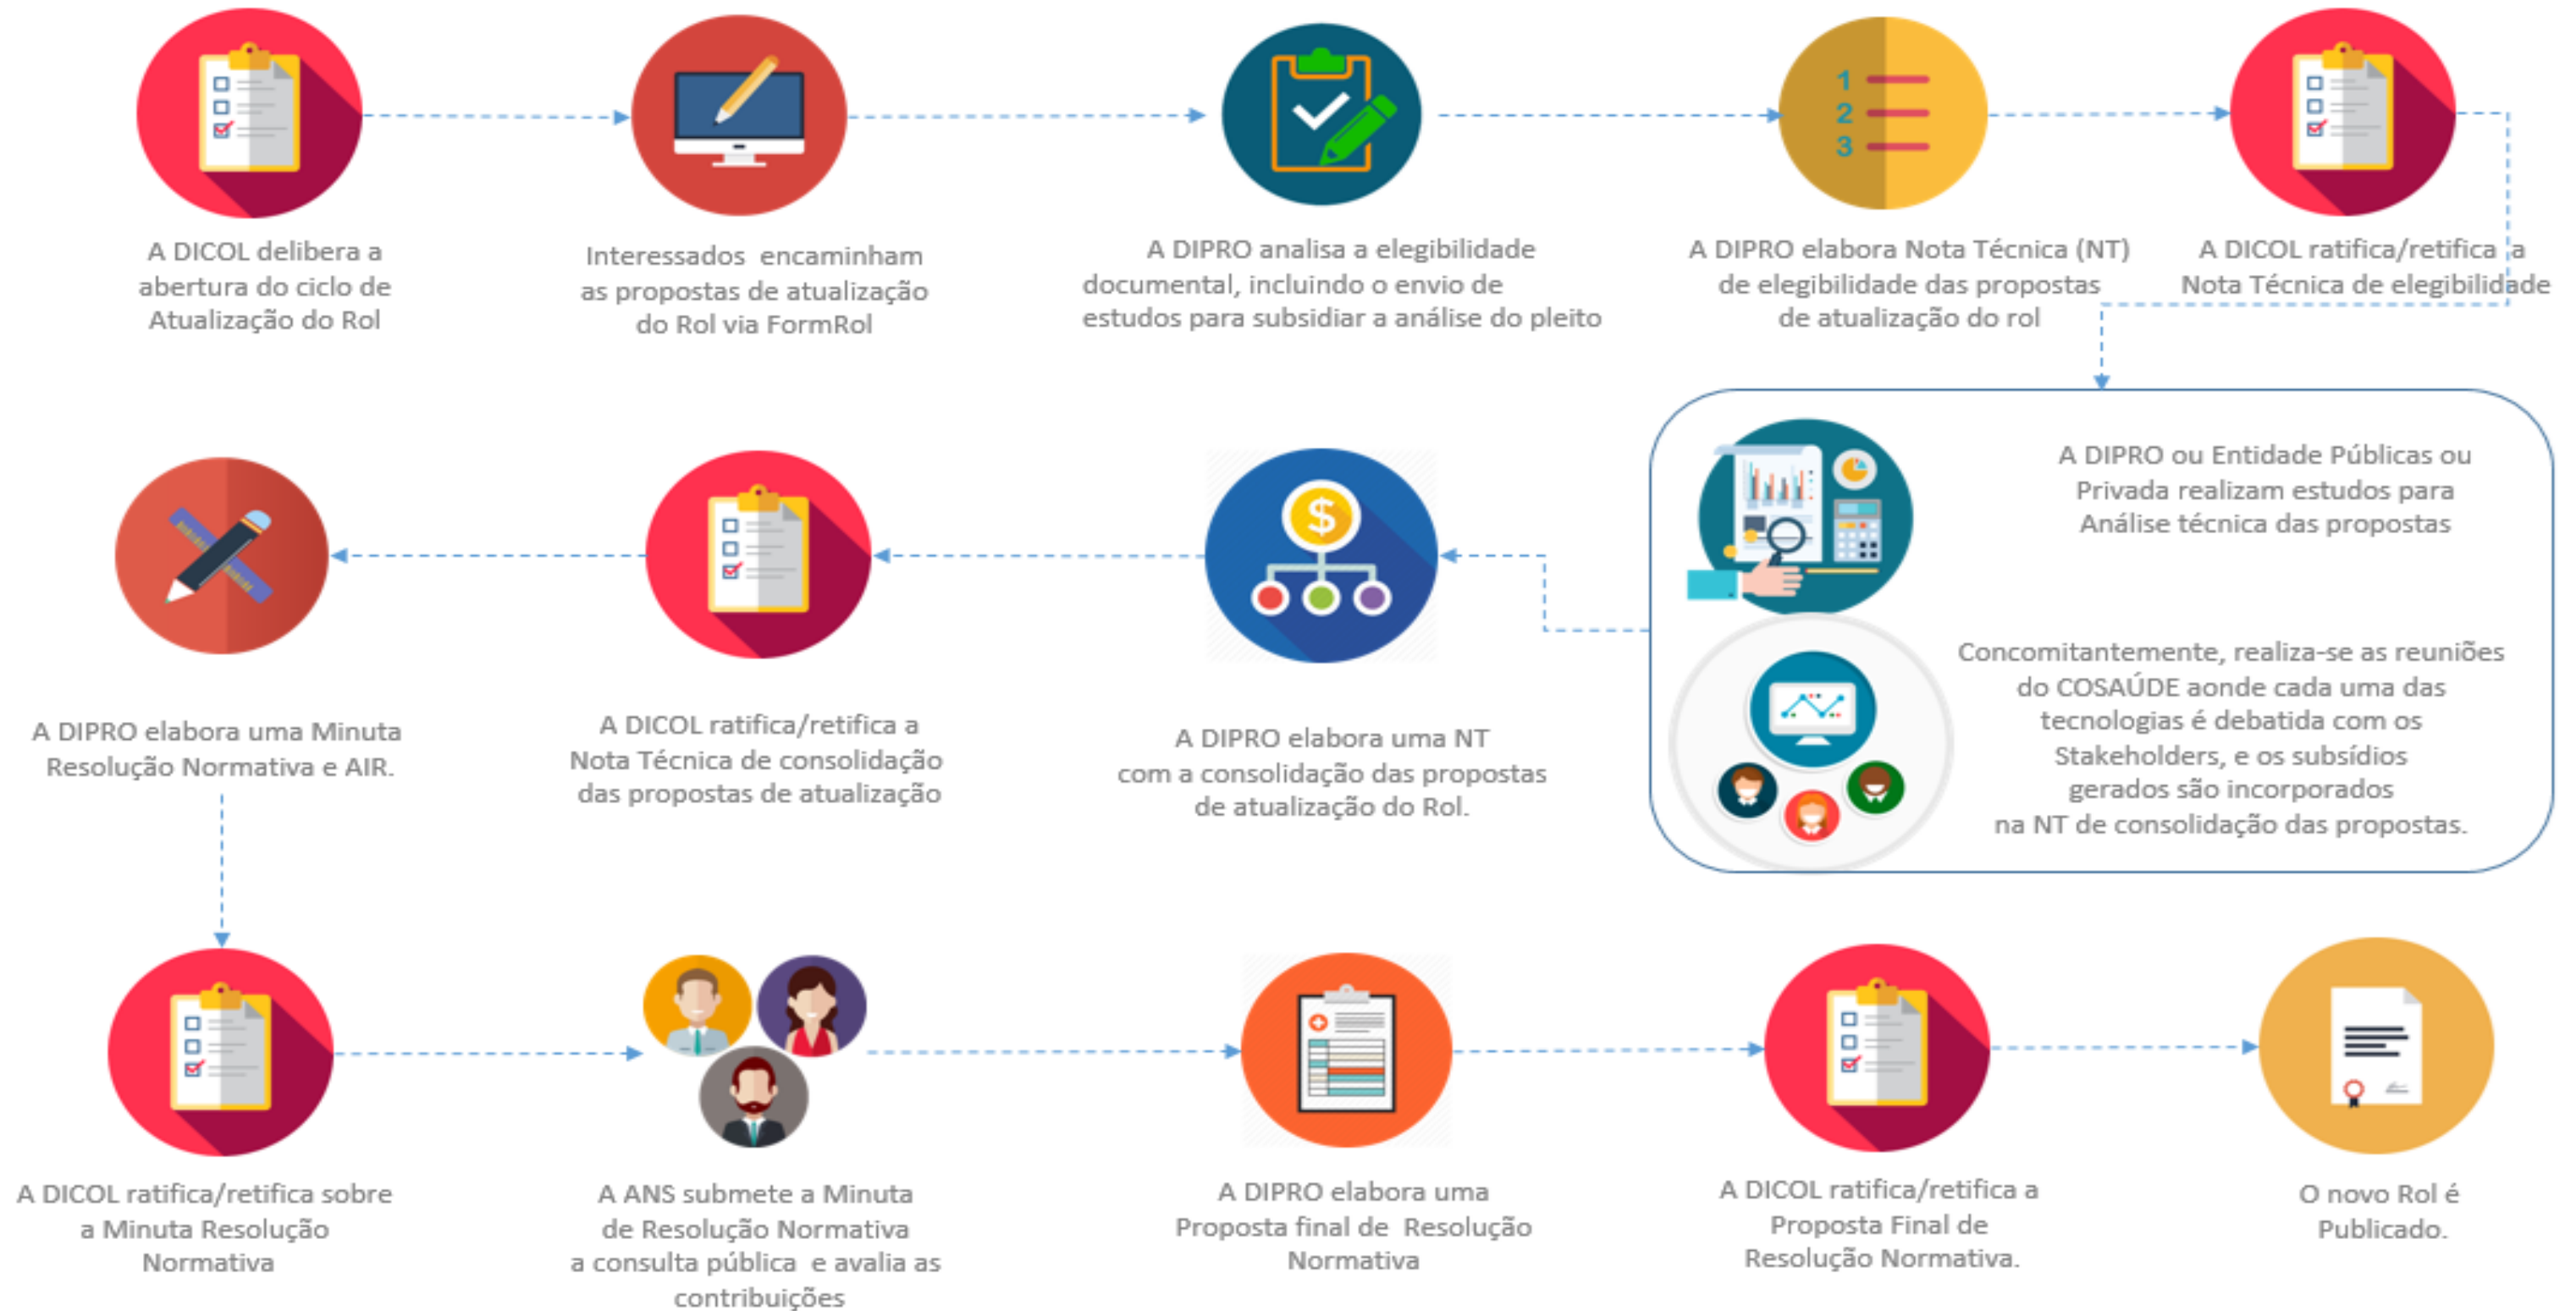 A DICOL delibera a
abertura do ciclo de
Atualização do Rol
Interessados encaminham
as propostas de atualização
do Rol via FormRol
A DIPRO analisa a elegibilidade
documental, incluindo o envio de
estudos para subsidiar a análise do pleito
1
2
3
A DIPRO elabora Nota Técnica (NT)
de elegibilidade das propostas
de atualização do rol
A DICOL ratifica/retifica a
Nota Técnica de elegibilidade
A DIPRO ou Entidade Públicas ou
Privada realizam estudos para
Análise técnica das propostas
Concomitantemente, realiza-se as reuniões
do COSAÚDE aonde cada uma das
tecnologias é debatida com os
Stakeholders, e os subsídios
gerados são incorporados
na NT de consolidação das propostas.
$
A DIPRO elabora uma NT
com a consolidação das propostas
de atualização do Rol.
A DICOL ratifica/retifica a
Nota Técnica de consolidação
das propostas de atualização
A DIPRO elabora uma Minuta
Resolução Normativa e AIR.
A DICOL ratifica/retifica sobre
a Minuta Resolução
Normativa
A ANS submete a Minuta
de Resolução Normativa
a consulta pública e avalia as
contribuições
A DIPRO elabora uma
Proposta final de Resolução
Normativa
A DICOL ratifica/retifica a
Proposta Final de
Resolução Normativa.
O novo Rol é
Publicado.